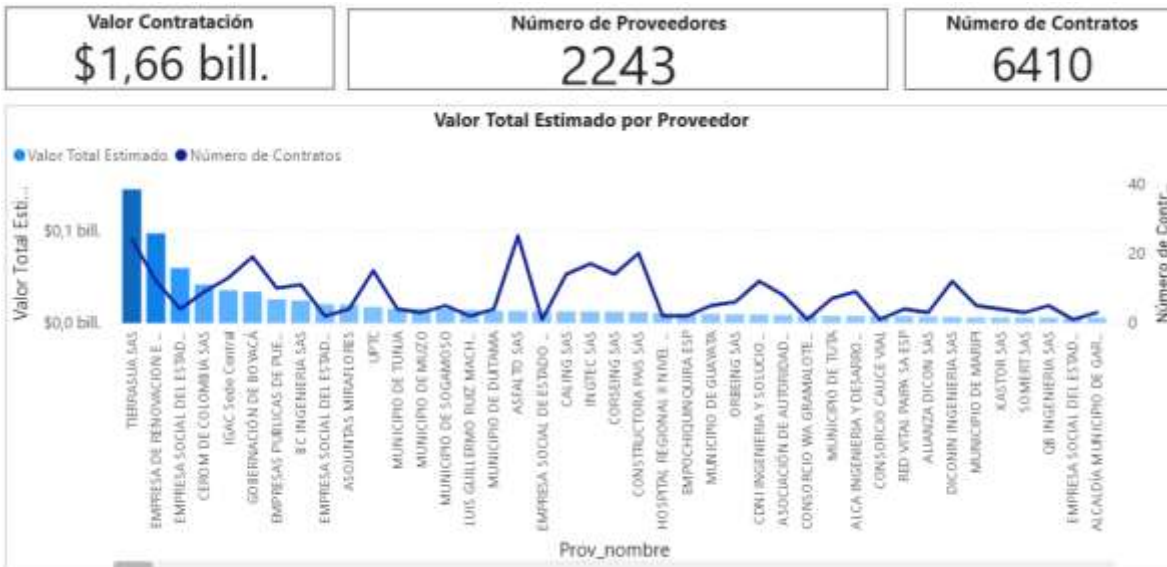 Valor Contratación
$1,66 bill.
Número de Proveedores
2243
Número de Contratos
6410
Valor Total Estimado por Proveedor
Valor Total Estimado
Número de Contratos
Valor Total Esti...
$0,1 bill.
$0,0 bill.
40
20
0
Número de Contr...
TIERRASUA SAS
EMPRESA DE RENOVACION E...
EMPRESA SOCIAL DEL ESTAD...
CEROM DE COLOMBIA SAS
IGAC Sede Central
GOBERNACIÓN DE BOYACÁ
EMPRESAS PUBLICAS DE PUE...
B C INGENIERIA SAS
EMPRESA SOCIAL DEL ESTAD...
ASOJUNTAS MIRAFLORES
UPTC
MUNICIPIO DE TUNJA
MUNICIPIO DE MUZO
MUNICIPIO DE SOGAMOSO
LUIS GUILLERMO RUIZ MACH...
MUNICIPIO DE DUITAMA
ASFALTO SAS
EMPRESA SOCIAL DE ESTADO ...
CALING SAS
INGTEC SAS
CORSEING SAS
CONSTRUCTORA PAIS SAS
HOSPITAL REGIONAL II NIVEL ...
EMPOCHIQUINQUIRA ESP
MUNICIPIO DE GUAYATA
ORBEING SAS
CDNJ INGENIERIA Y SOLUCIO...
ASOCIACIÓN DE AUTORIDAD...
CONSORCIO WA GRAMALOTE...
MUNICIPIO DE TUTA
ALCA INGENIERIA Y DESARRO...
CONSORCIO CAUCE VIAL
RED VITAL PAIPA SA ESP
ALIANZA DICON SAS
DICONIN INGENIERIA SAS
MUNICIPIO DE MARIPI
KASTOR SAS
SOMERT SAS
QB INGENIERIA SAS
EMPRESA SOCIAL DEL ESTAD...
ALCALDÍA MUNICIPIO DE GAR...
Prov_nombre